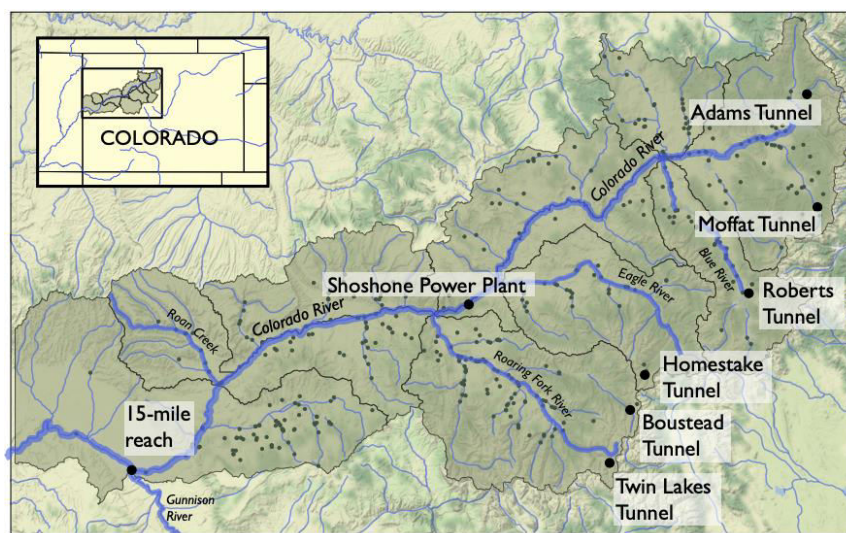 COLORADO
Adams Tunnel
Colorado River
Moffat Tunnel
Blue River
Shoshone Power Plant
Eagle River
Roberts
Tunnel
Colorado River
Roan Creek
Roaring Fork River
Homestake
Tunnel
15-mile
reach
Boustead
Tunnel
Twin Lakes
Tunnel
Gunnison
River